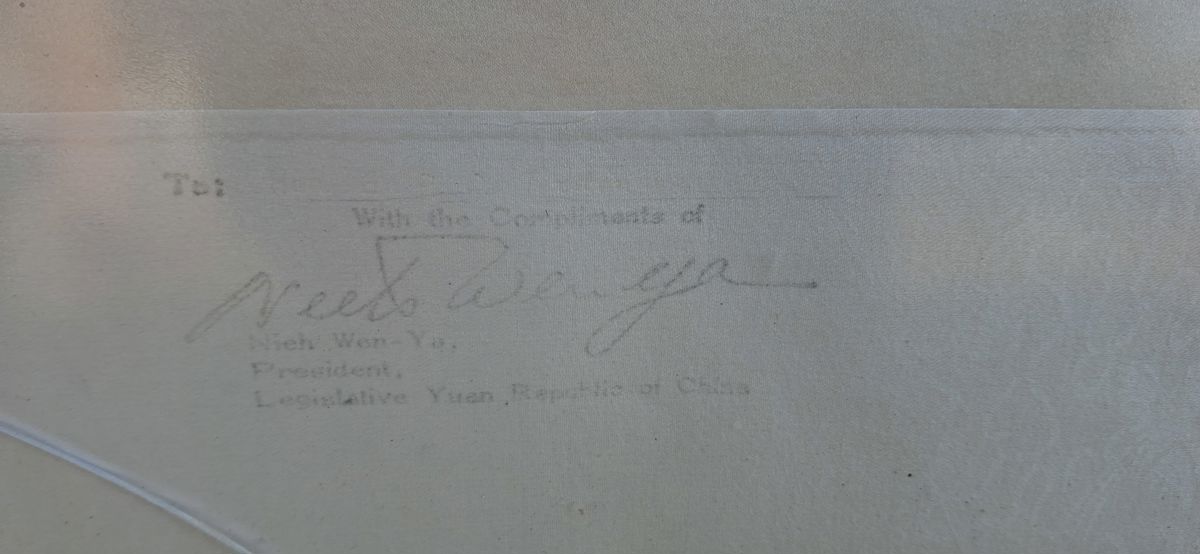 To:
With the Compliments of
Nieh Wen ya
Nieh Wen-Ya,
President,
Legislative Yuan Republic of China